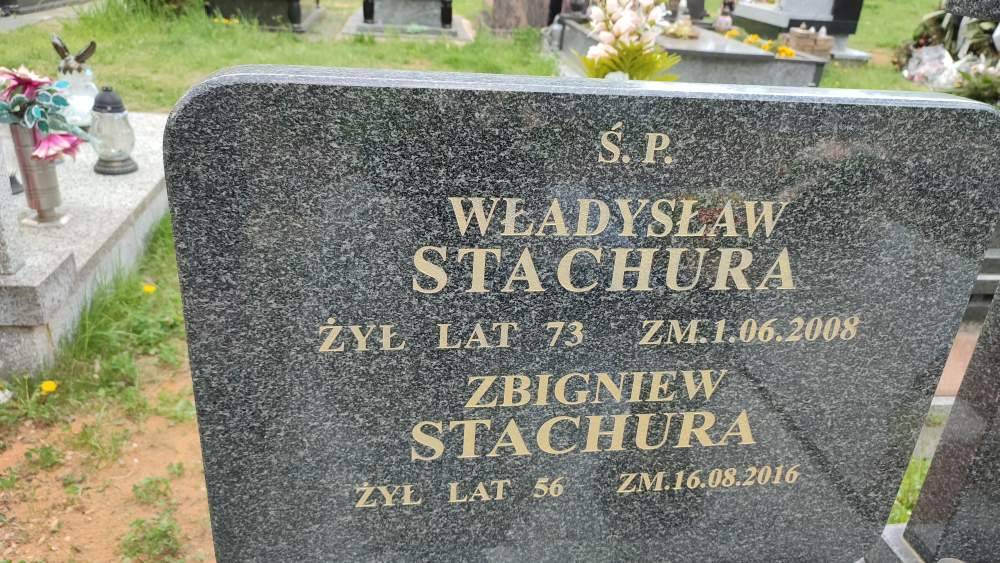 Ś. P.
WŁADYSŁAW
STACHURA
ŻYŁ LAT 73 ZM.1.06.2008
ZBIGNIEW
STACHURA
ŻYŁ LAT 56 ZM.16.08.2016